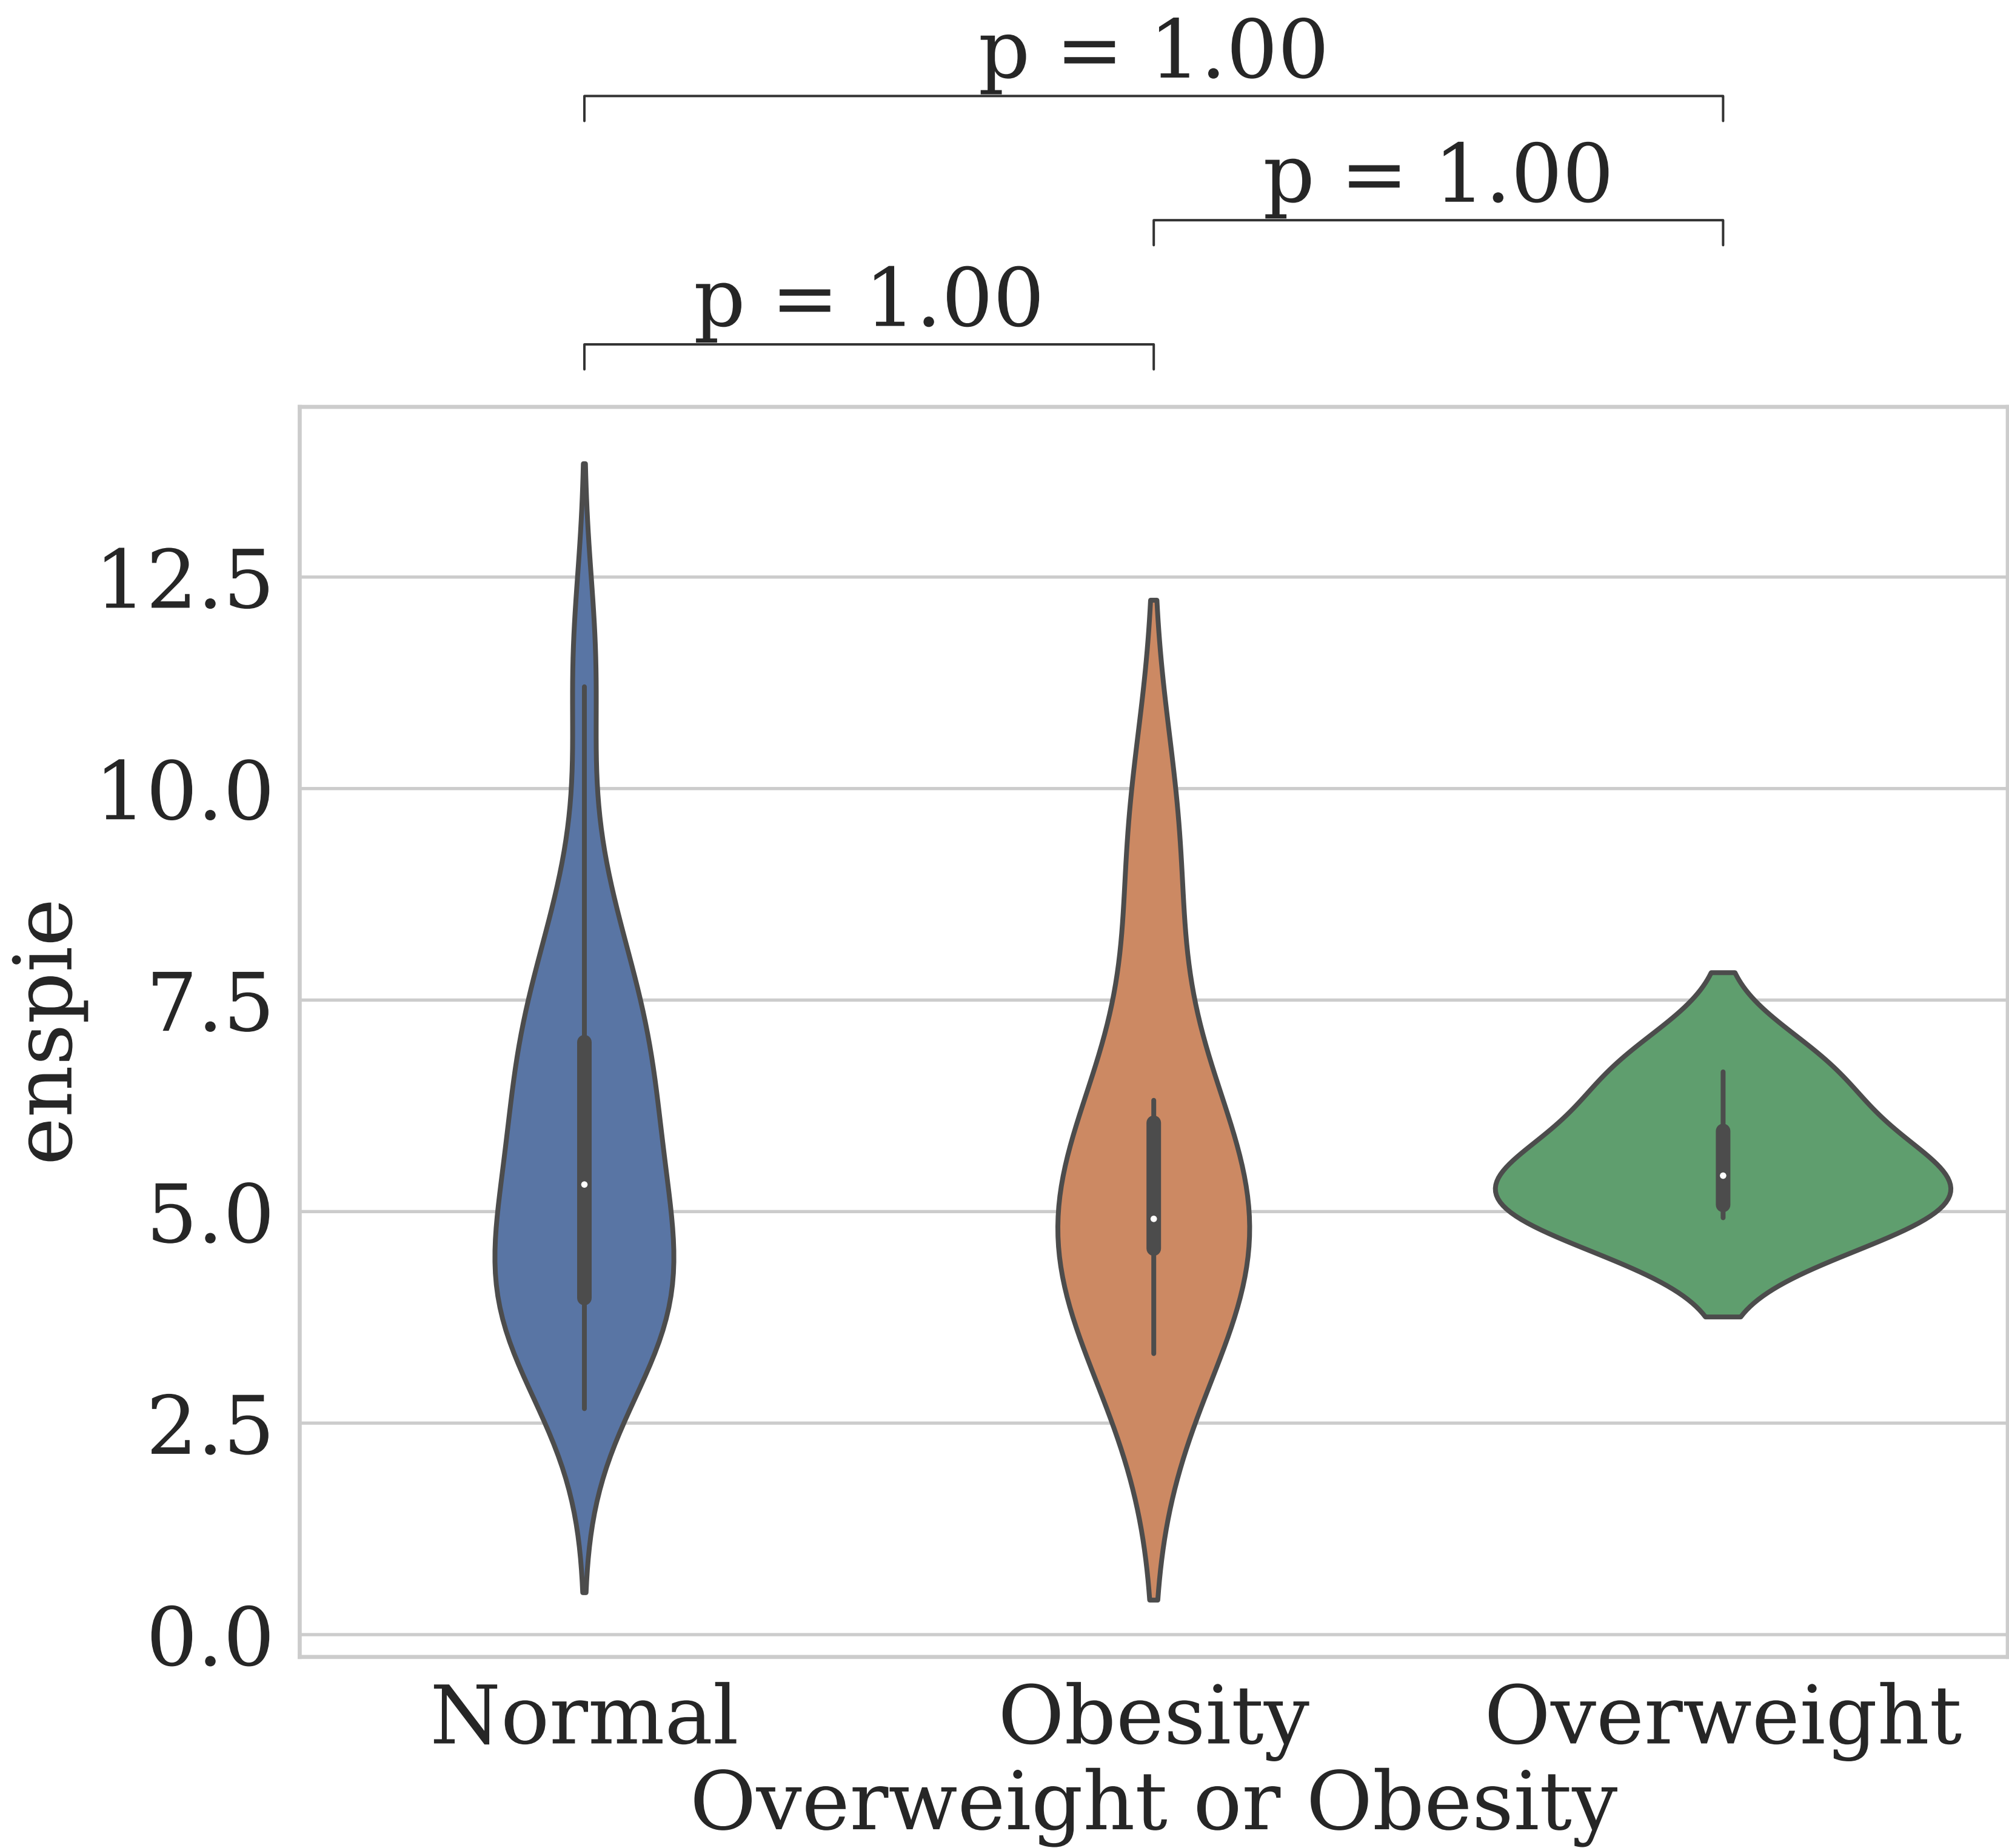 p = 1.00
p = 1.00
p = 1.00
12.5
10.0
7.5
5.0
2.5
0.0
enspie
Normal Obesity Overweight
Overweight or Obesity